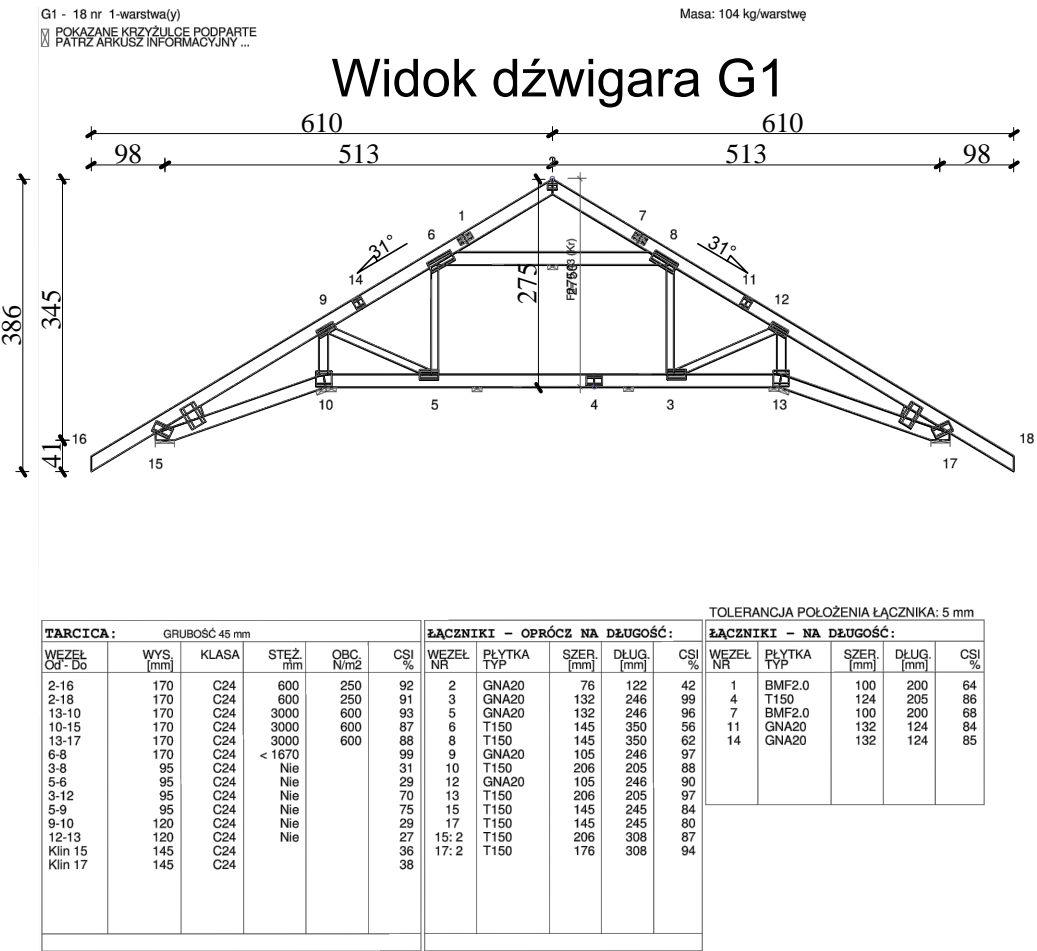 G1 - 18 nr 1-warstwa(y)
Masa: 104 kg/warstwę
POKAZANE KRZYŻULCE PODPARTE
PATRZ ARKUSZ INFORMACYJNY ...
Widok dźwigara G1
610 610
98 513 2 513 98
1 7
6 8
31° 31°
14 11
9 12
275
386
345
10 5 4 3 13
41
16 18
15 17
TOLERANCJA POŁOŻENIA ŁĄCZNIKA: 5 mm
TARCICA: GRUBOŚĆ 45 mm
WĘZEŁ WYS. KLASA STĘŻ. OBC. CSI
Od - Do [mm] mm N/m2 %
2-16 170 C24 600 250 92
2-18 170 C24 600 250 91
13-10 170 C24 3000 600 93
10-15 170 C24 3000 600 87
13-17 170 C24 3000 600 88
6-8 170 C24 < 1670 99
3-8 95 C24 Nie 31
5-6 95 C24 Nie 29
3-12 95 C24 Nie 70
5-9 95 C24 Nie 75
9-10 120 C24 Nie 29
12-13 120 C24 Nie 27
Klin 15 145 C24 36
Klin 17 145 C24 38
ŁĄCZNIKI - OPRÓCZ NA DŁUGOŚĆ:
WĘZEŁ PŁYTKA SZER. DŁUG. CSI
NR TYP [mm] [mm] %
2 GNA20 76 122 42
3 GNA20 132 246 99
5 GNA20 132 246 96
6 T150 145 350 56
8 T150 145 350 62
9 GNA20 105 246 97
10 T150 206 205 88
12 GNA20 105 246 90
13 T150 206 205 97
15 T150 145 245 84
17 T150 145 245 80
15: 2 T150 206 308 87
17: 2 T150 176 308 94
ŁĄCZNIKI - NA DŁUGOŚĆ:
WĘZEŁ PŁYTKA SZER. DŁUG. CSI
NR TYP [mm] [mm] %
1 BMF2.0 100 200 64
4 T150 124 205 86
7 BMF2.0 100 200 68
11 GNA20 132 124 84
14 GNA20 132 124 85